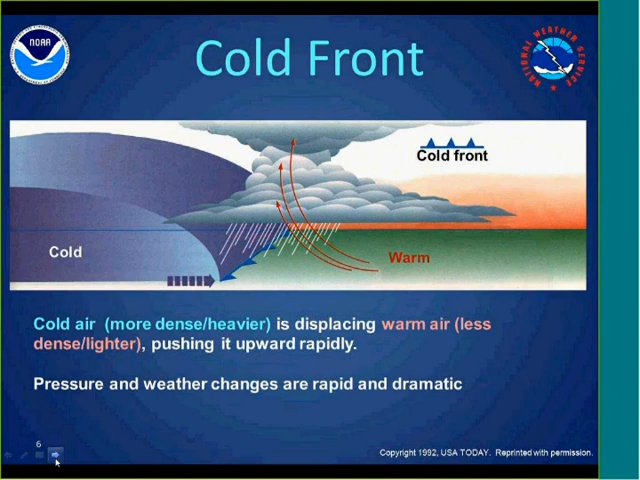 NOAA
NATIONAL WEATHER SERVICE
Cold Front
Cold front
Cold
Warm
Cold air (more dense/heavier) is displacing warm air (less
dense/lighter), pushing it upward rapidly.
Pressure and weather changes are rapid and dramatic
6
Copyright 1992, USA TODAY. Reprinted with permission.